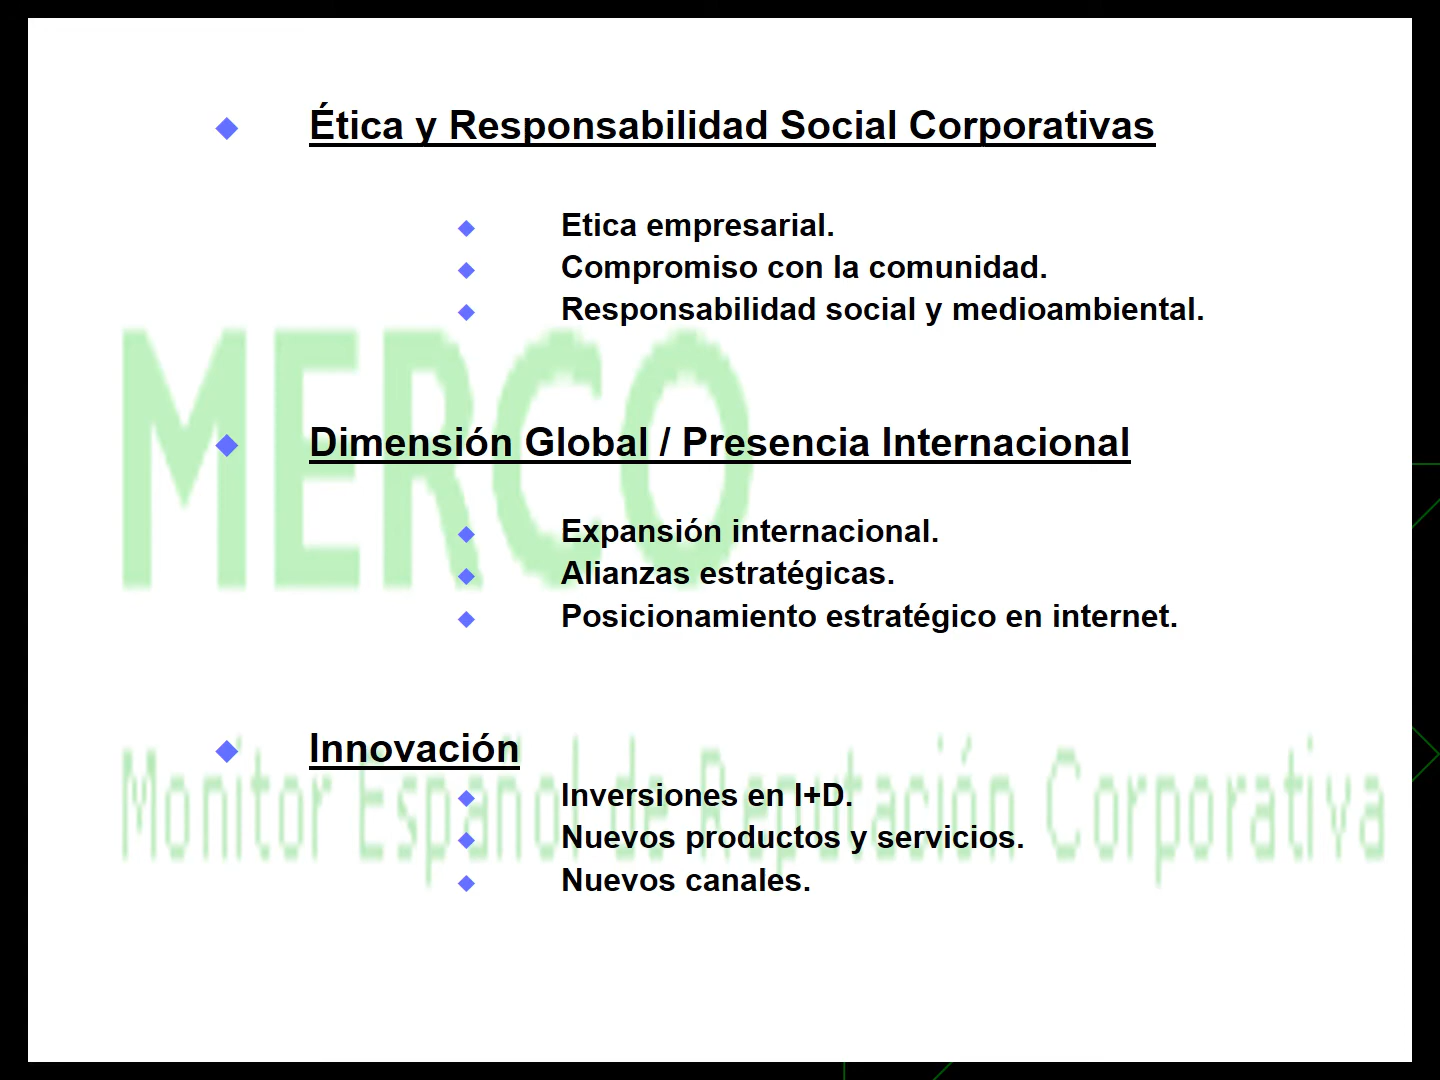 Ética y Responsabilidad Social Corporativas
Etica empresarial.
Compromiso con la comunidad.
Responsabilidad social y medioambiental.
MERCO
Dimensión Global / Presencia Internacional
Expansión internacional.
Alianzas estratégicas.
Posicionamiento estratégico en internet.
Innovación
Monitor Español de Reputación Corporativa
Inversiones en I+D.
Nuevos productos y servicios.
Nuevos canales.